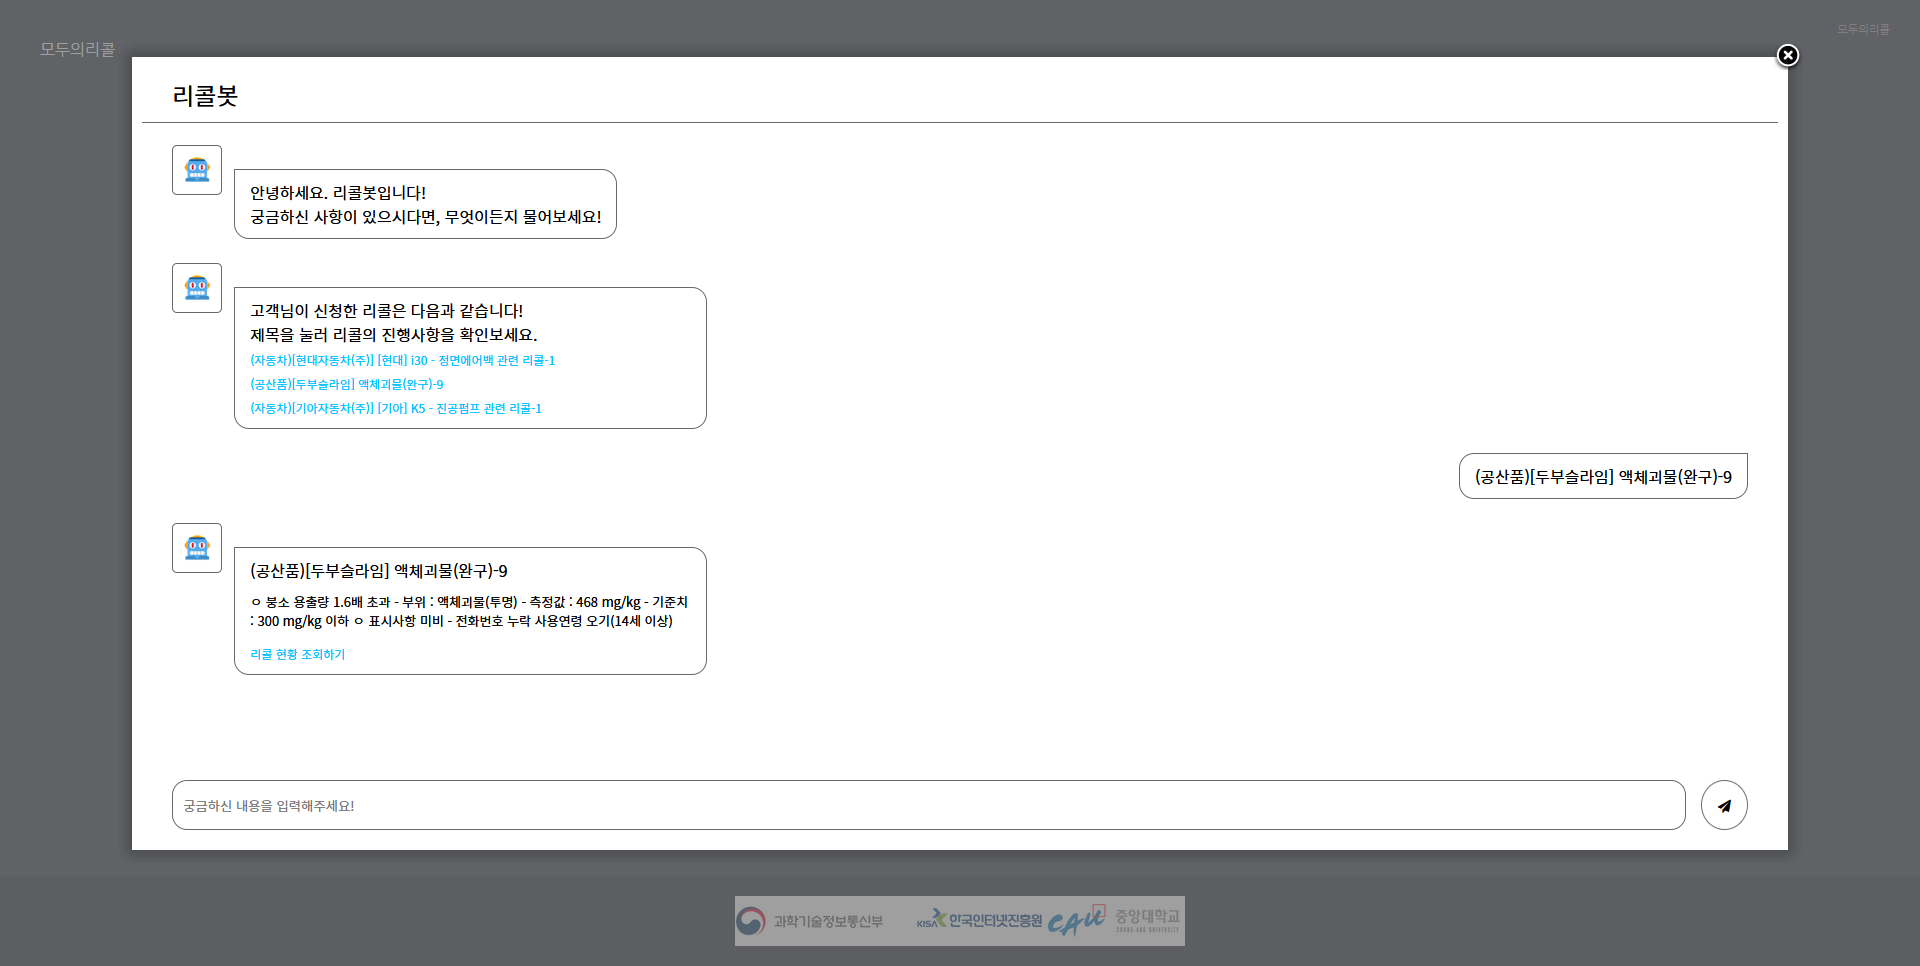 모두의리콜
모두의리콜
리콜봇
안녕하세요. 리콜봇입니다!
궁금하신 사항이 있으시다면, 무엇이든지 물어보세요!
고객님이 신청한 리콜은 다음과 같습니다!
제목을 눌러 리콜의 진행사항을 확인보세요.
(자동차)[현대자동차(주)] [현대] i30 - 정면에어백 관련 리콜-1
(공산품)[두부슬라임] 액체괴물(완구)-9
(자동차)[기아자동차(주)] [기아] K5 - 진공펌프 관련 리콜-1
(공산품)[두부슬라임] 액체괴물(완구)-9
(공산품)[두부슬라임] 액체괴물(완구)-9
ㅇ 붕소 용출량 1.6배 초과 - 부위 : 액체괴물(투명) - 측정값 : 468 mg/kg - 기준치
: 300 mg/kg 이하 ㅇ 표시사항 미비 - 전화번호 누락 사용연령 오기(14세 이상)
리콜 현황 조회하기
궁금하신 내용을 입력해주세요!
과학기술정보통신부
KISA 한국인터넷진흥원
CAU 중앙대학교
CHUNG-ANG UNIVERSITY